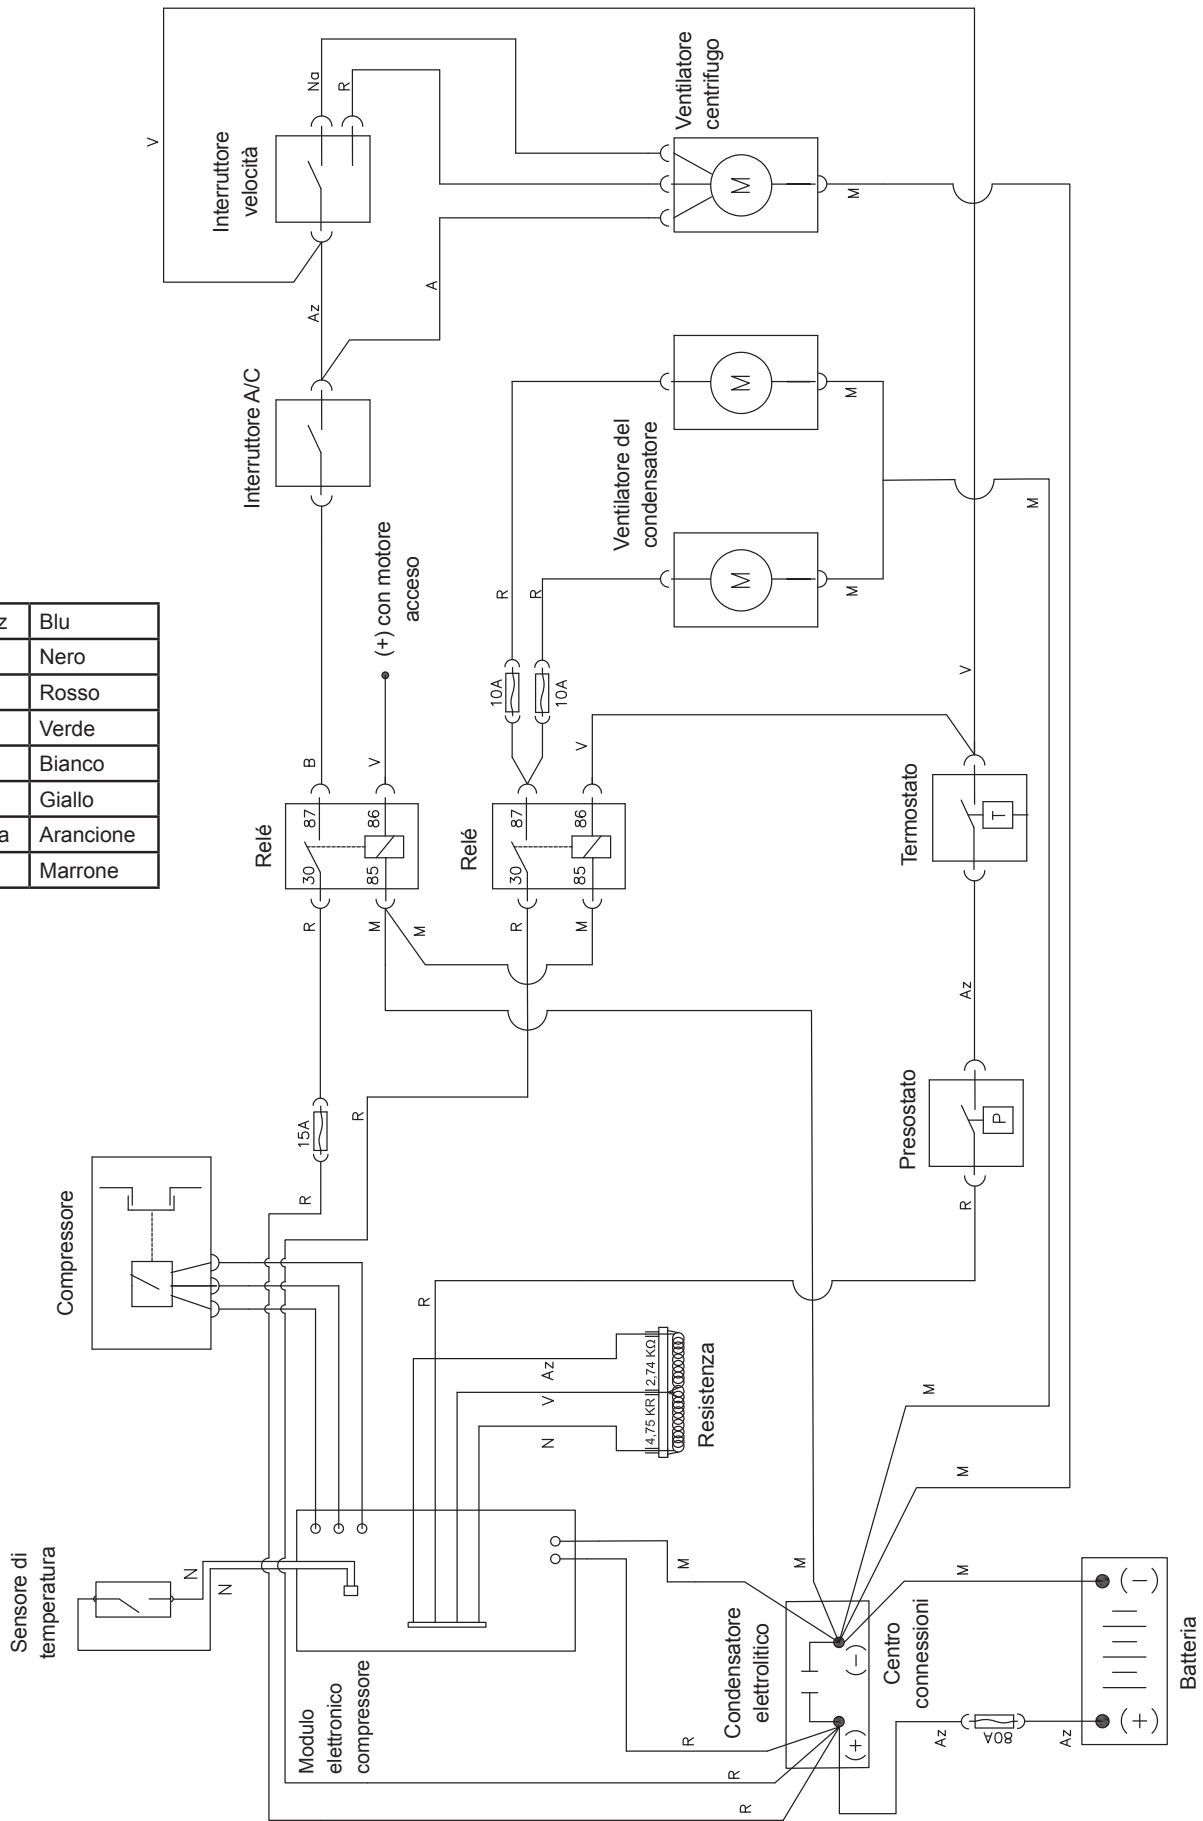 z Blu
Nero
Rosso
Verde
Bianco
Giallo
a Arancione
Marrone
V
Na
R
Interruttore
velocità
Az
A
Ventilatore
centrifugo
M
M
Interruttore A/C
Ventilatore del
condensatore
M
M
M
M
M
R
R
10A
10A
(+) con motore
acceso
B
V
Relé
87
30
86
85
R
M
M
Relé
87
30
86
85
R
M
V
V
Termostato
T
Az
Presostato
P
R
15A
R
R
Compressore
R
Az
V
N
4,75 KR
2,74 KΩ
Resistenza
Sensore di
temperatura
N
N
Modulo
elettronico
compressore
M
R
R
R
M
M
M
M
Condensatore
elettrolitico
(+)
(-)
Centro
connessioni
Az
80A
Az
(+)
(-)
Batteria